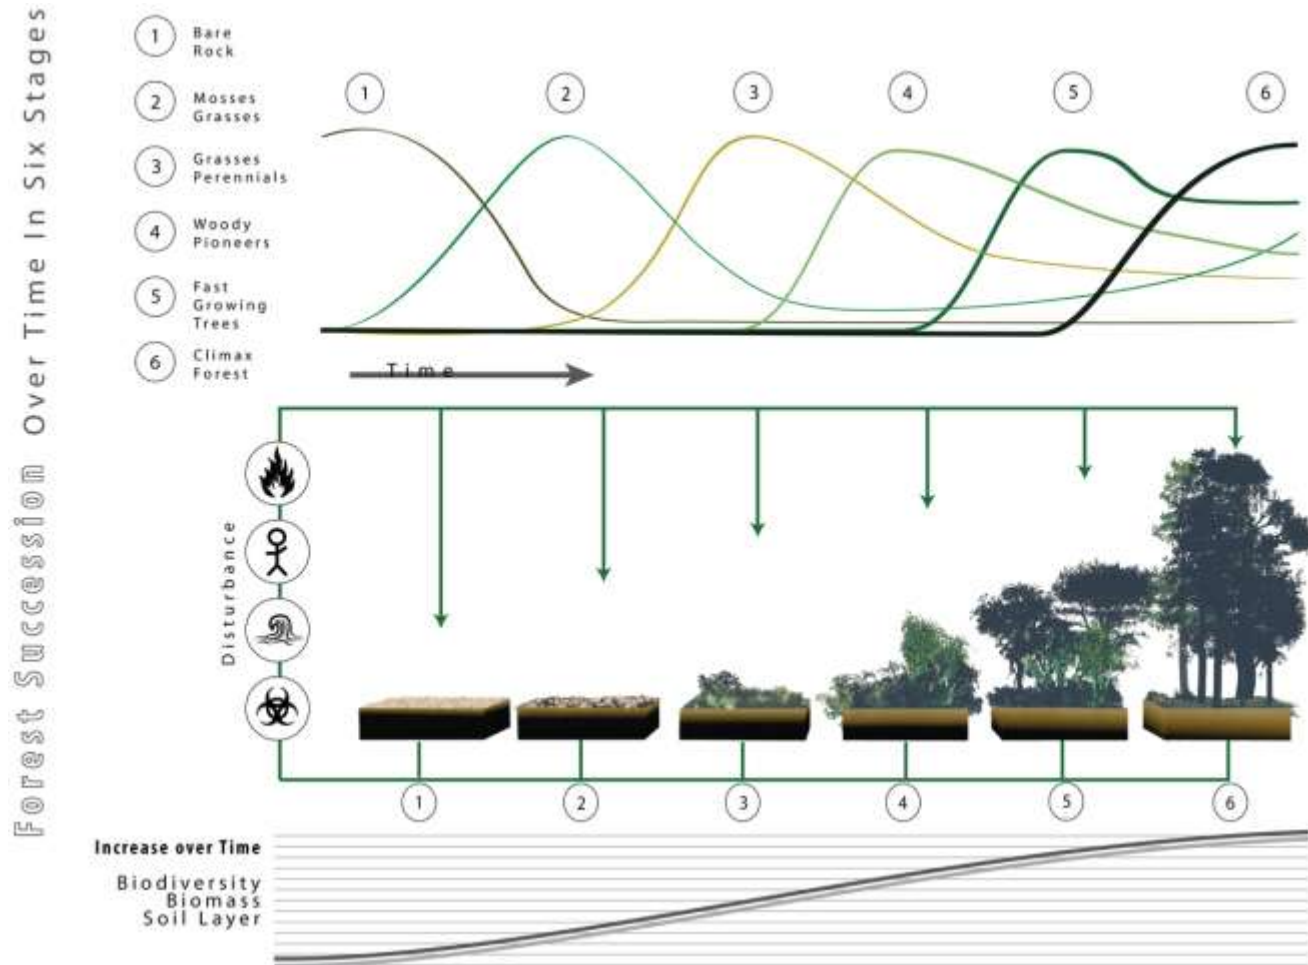 Forest Succession Over Time In Six Stages
1 Bare
Rock
2 Mosses
Grasses
3 Grasses
Perennials
4 Woody
Pioneers
5 Fast
Growing
Trees
6 Climax
Forest
1 2 3 4 5 6
Time
Disturbance
1 2 3 4 5 6
Increase over Time
Biodiversity
Biomass
Soil Layer